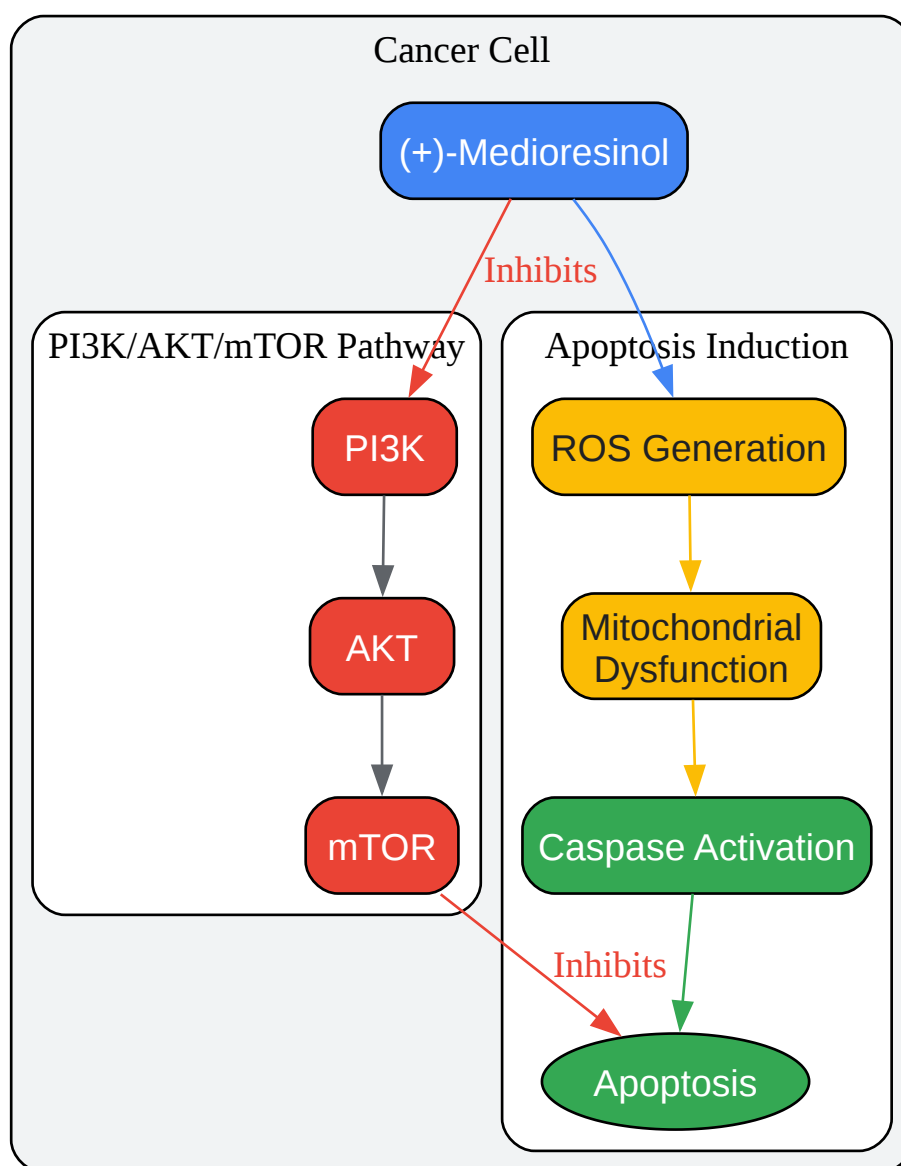 Cancer Cell
(+)-Medioresinol
Inhibits
PI3K/AKT/mTOR Pathway
PI3K
AKT
mTOR
Apoptosis Induction
ROS Generation
Mitochondrial
Dysfunction
Caspase Activation
Inhibits
Apoptosis